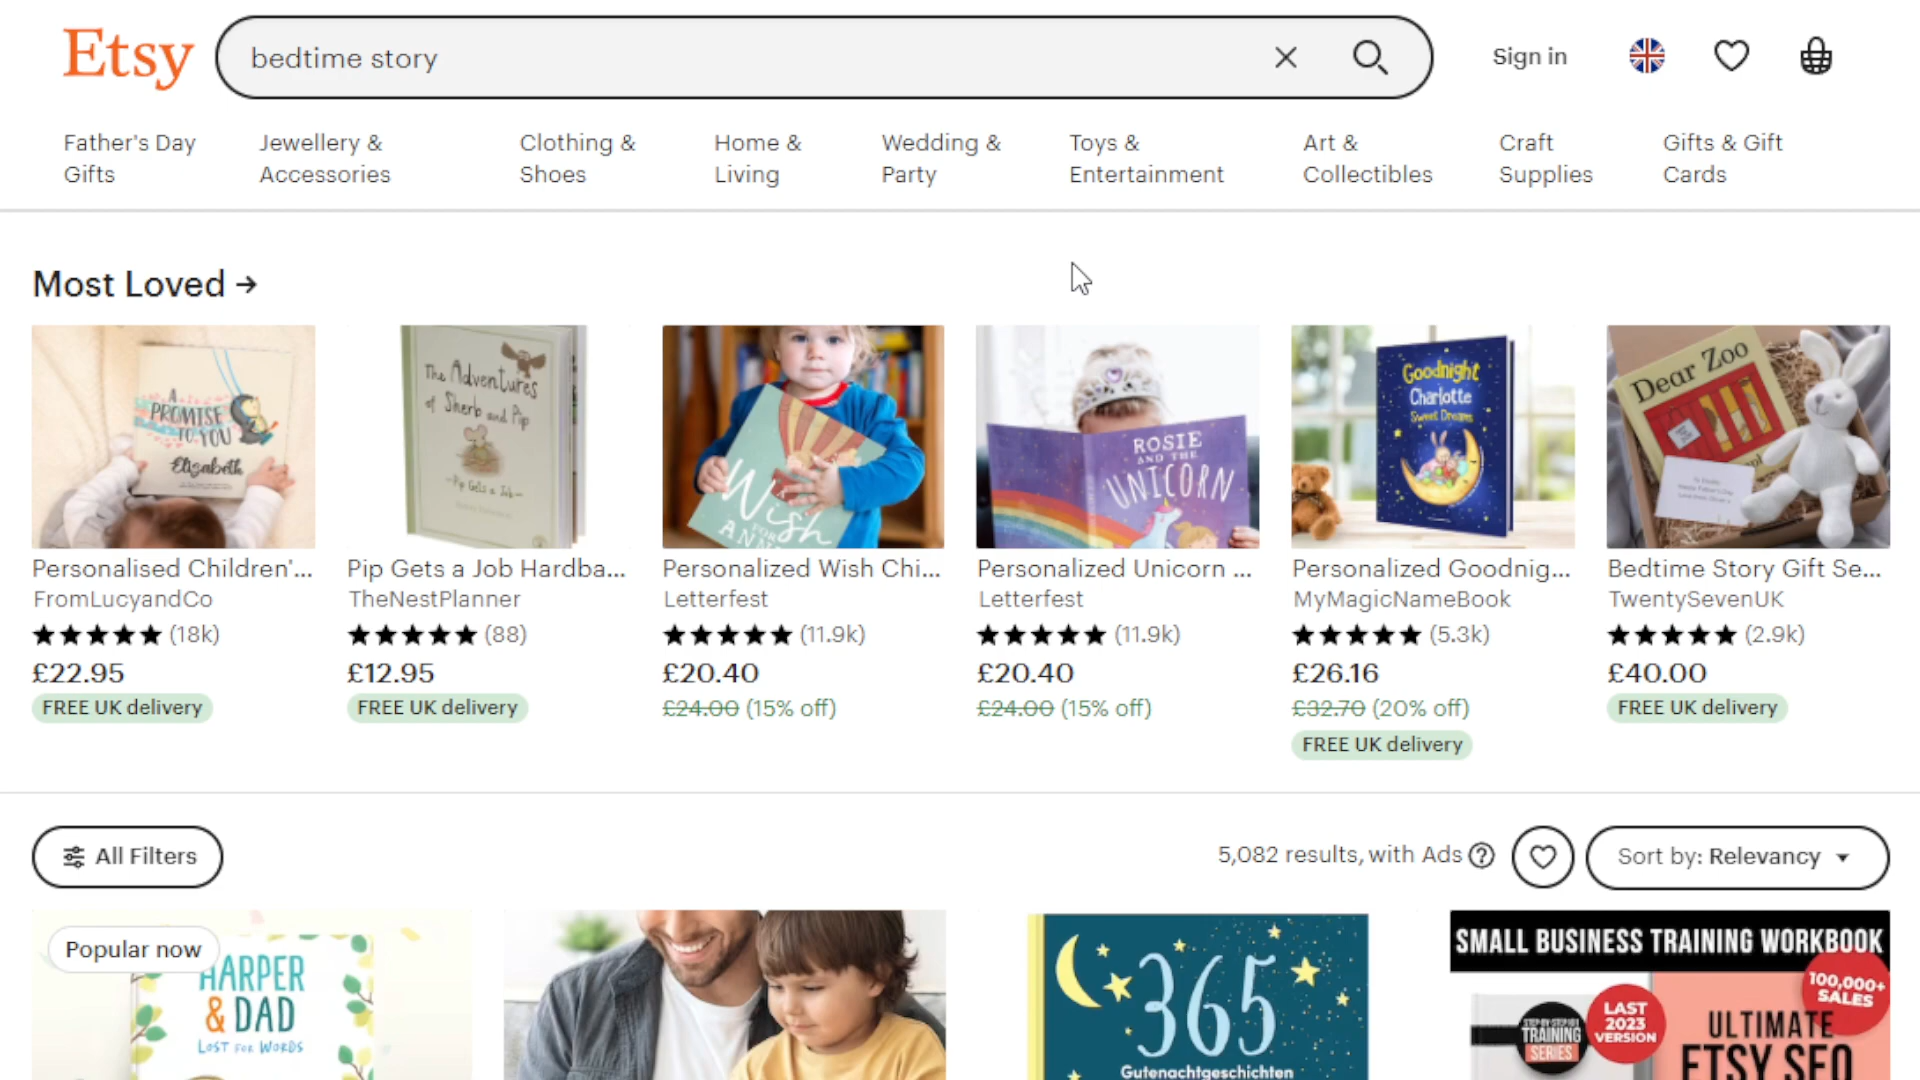 Etsy
bedtime story
Sign in
Father's Day Gifts
Jewellery & Accessories
Clothing & Shoes
Home & Living
Wedding & Party
Toys & Entertainment
Art & Collectibles
Craft Supplies
Gifts & Gift Cards
Most Loved
A PROMISE TO YOU
Elizabeth
The Adventures of Sherb and Pip
Pip Gets a Job
Wish
FOR
ROSIE
AND THE
UNICORN
Goodnight
Charlotte
Sweet Dreams
Dear Zoo
Personalised Children'...
FromLucyandCo
(18k)
£22.95
FREE UK delivery
Pip Gets a Job Hardba...
TheNestPlanner
(88)
£12.95
FREE UK delivery
Personalized Wish Chi...
Letterfest
(11.9k)
£20.40
£24.00 (15% off)
Personalized Unicorn ...
Letterfest
(11.9k)
£20.40
£24.00 (15% off)
Personalized Goodnig...
MyMagicNameBook
(5.3k)
£26.16
£32.70 (20% off)
FREE UK delivery
Bedtime Story Gift Se...
TwentySevenUK
(2.9k)
£40.00
FREE UK delivery
All Filters
5,082 results, with Ads
Sort by: Relevancy
Popular now
HARPER
& DAD
LOST FOR WORDS
365
Gutenachtgeschichten
SMALL BUSINESS TRAINING WORKBOOK
100,000+
SALES
LAST
2023
VERSION
STEP-BY-STEP
TRAINING
SERIES
ULTIMATE
ETSY SEO